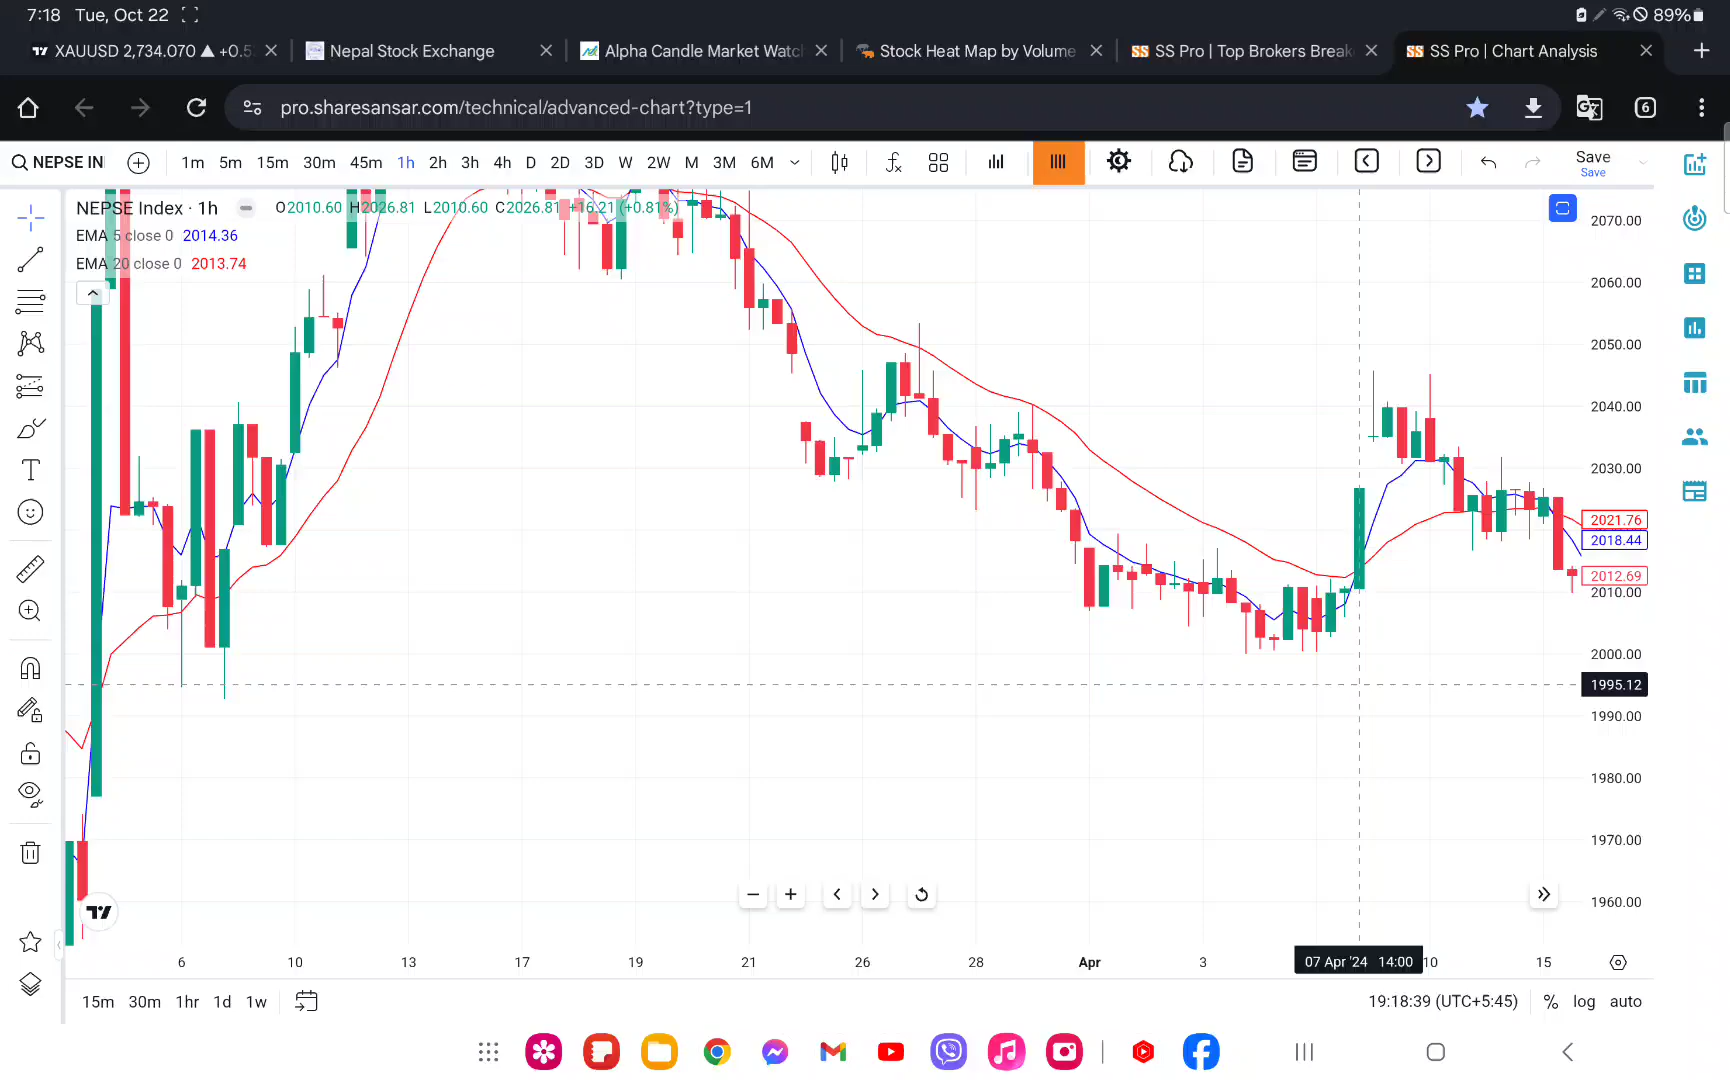 7:18 Tue, Oct 22 89%
XAUUSD 2,734.070 ▲ +0.5
Nepal Stock Exchange
Alpha Candle Market Watc
Stock Heat Map by Volume
SS Pro | Top Brokers Break
SS Pro | Chart Analysis
pro.sharesansar.com/technical/advanced-chart?type=1
6
NEPSE IN 1m 5m 15m 30m 45m 1h 2h 3h 4h D 2D 3D W 2W M 3M 6M Save
Save
NEPSE Index · 1h O2010.60 H2026.81 L2010.60 C2026.81 +16.21 (+0.81%)
EMA 5 close 0 2014.36
EMA 20 close 0 2013.74
2070.00
2060.00
2050.00
2040.00
2030.00
2021.76
2018.44
2012.69
2010.00
2000.00
1995.12
1990.00
1980.00
1970.00
1960.00
6 10 13 17 19 21 26 28 Apr 3 07 Apr '24 14:00 10 15
15m 30m 1hr 1d 1w 19:18:39 (UTC+5:45) % log auto